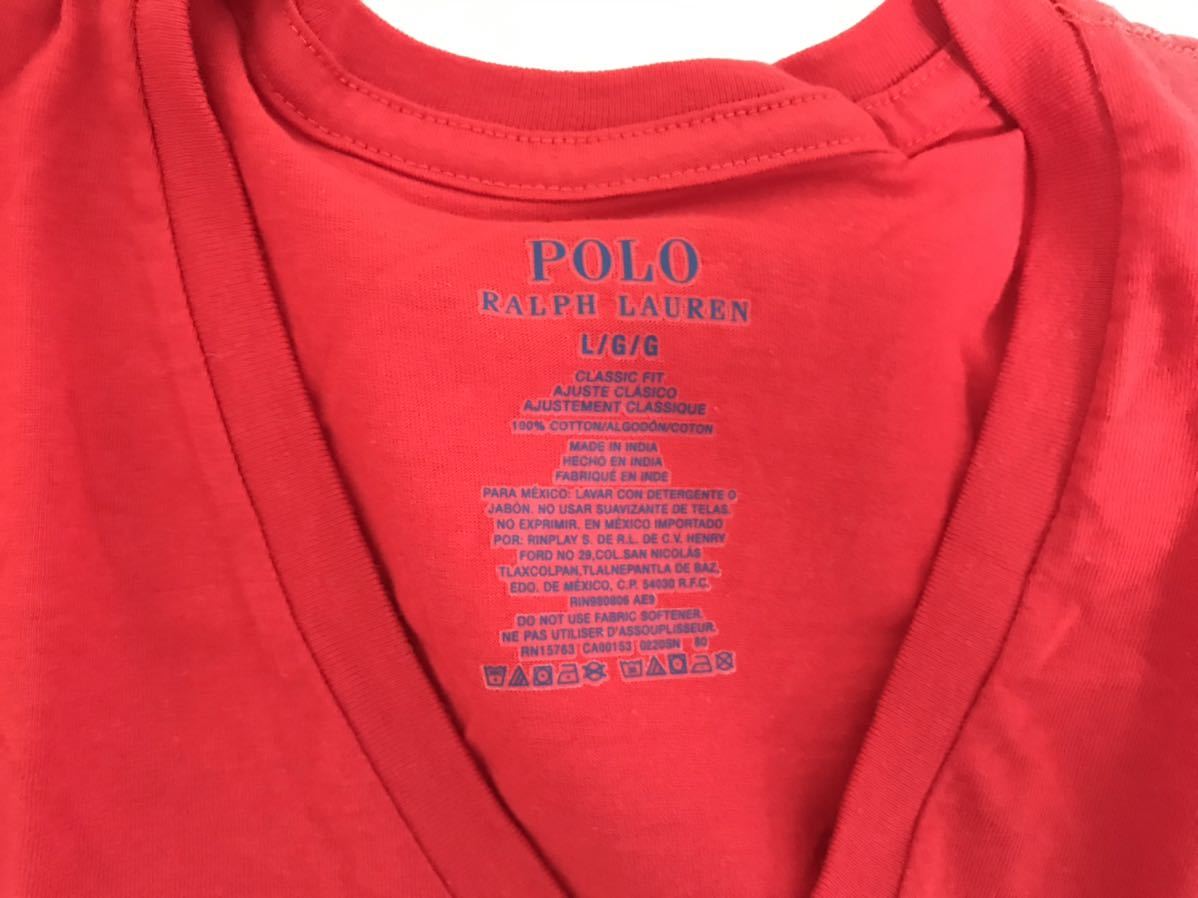 POLO
RALPH LAUREN
L/G/G
CLASSIC FIT
AJUSTE CLÁSICO
AJUSTEMENT CLASSIQUE
100% COTTON/ALGODÓN/COTON
MADE IN INDIA
HECHO EN INDIA
FABRIQUÉ EN INDE
PARA MÉXICO: LAVAR CON DETERGENTE O
JABÓN. NO USAR SUAVIZANTE DE TELAS.
NO EXPRIMIR. EN MÉXICO IMPORTADO
POR: RINPLAY S. DE R.L. DE C.V. HENRY
FORD NO 29,COL.SAN NICOLÁS
TLAXCOLPAN,TLALNEPANTLA DE BAZ,
EDO. DE MÉXICO, C.P. 54030 R.F.C.
RIN980806 AE9
DO NOT USE FABRIC SOFTENER.
NE PAS UTILISER D'ASSOUPLISSEUR.
RN15763 CA00153 0220SN 80